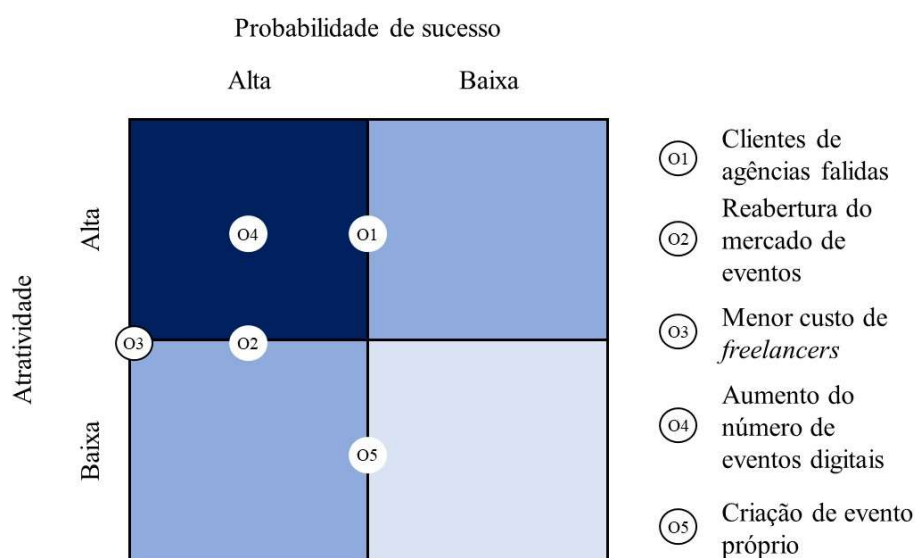 Probabilidade de sucesso
Alta
Baixa
Atratividade
Alta
Baixa
O4
O1
O3
O2
O5
O1
Clientes de
agências falidas
O2
Reabertura do
mercado de
eventos
O3
Menor custo de
freelancers
O4
Aumento do
número de
eventos digitais
O5
Criação de evento
próprio